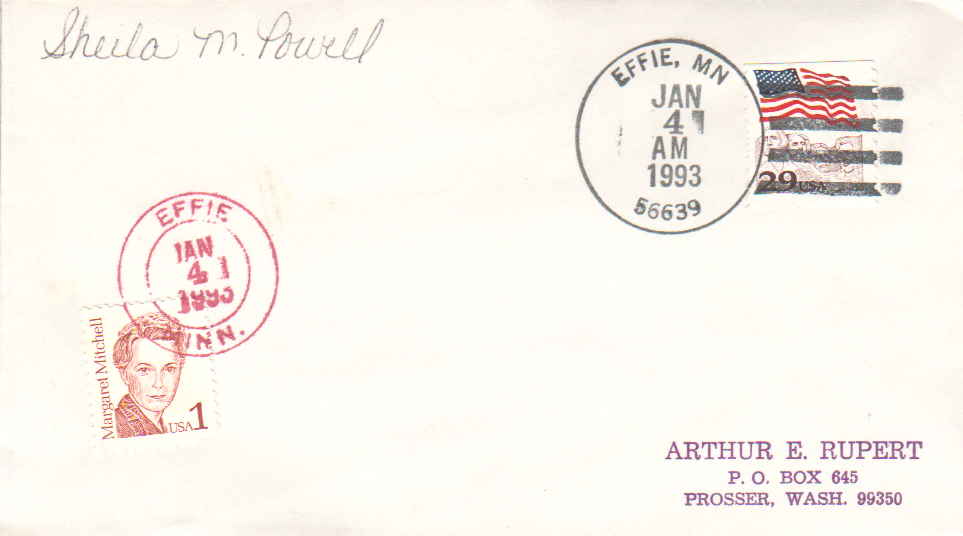 Sheila M. Powell
EFFIE, MN
JAN
4
AM
1993
56639
29 USA
EFFIE
JAN
4
1993
MINN.
Margaret Mitchell
USA 1
ARTHUR E. RUPERT
P. O. BOX 645
PROSSER, WASH. 99350